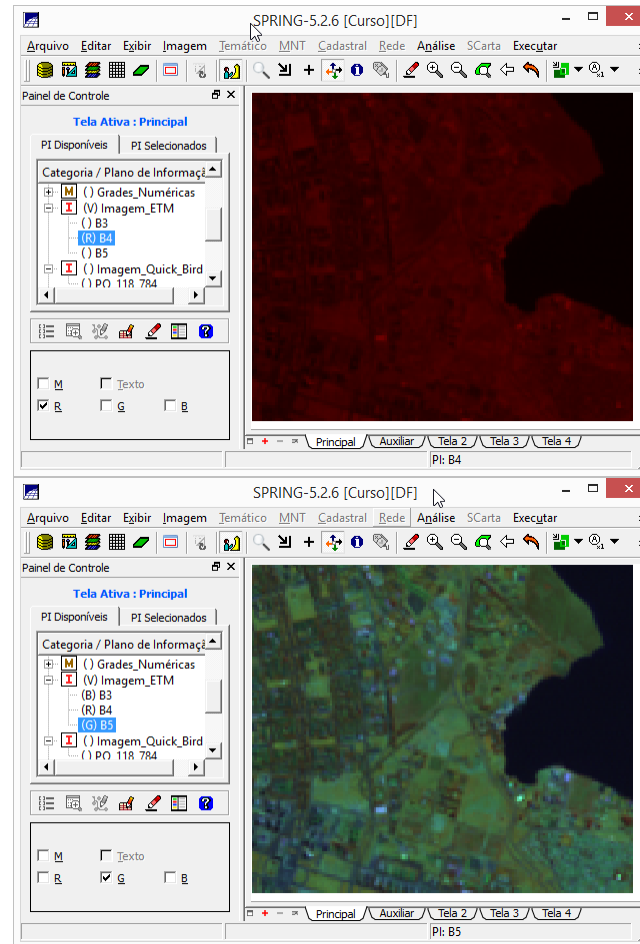 SPRING-5.2.6 [Curso][DF]
Arquivo Editar Exibir Imagem Temático MNT Cadastral Rede Análise SCarta Executar
Painel de Controle
Tela Ativa : Principal
PI Disponíveis PI Selecionados
Categoria / Plano de Informaçã
M ( ) Grades_Numéricas
I (V) Imagem_ETM
( ) B3
(R) B4
( ) B5
I ( ) Imagem_Quick_Bird
( ) PO_118_784
M Texto
R G B
Principal Auxiliar Tela 2 Tela 3 Tela 4
PI: B4
SPRING-5.2.6 [Curso][DF]
Arquivo Editar Exibir Imagem Temático MNT Cadastral Rede Análise SCarta Executar
Painel de Controle
Tela Ativa : Principal
PI Disponíveis PI Selecionados
Categoria / Plano de Informaçã
M ( ) Grades_Numéricas
I (V) Imagem_ETM
(B) B3
(R) B4
(G) B5
I ( ) Imagem_Quick_Bird
( ) PO_118_784
M Texto
R G B
Principal Auxiliar Tela 2 Tela 3 Tela 4
PI: B5